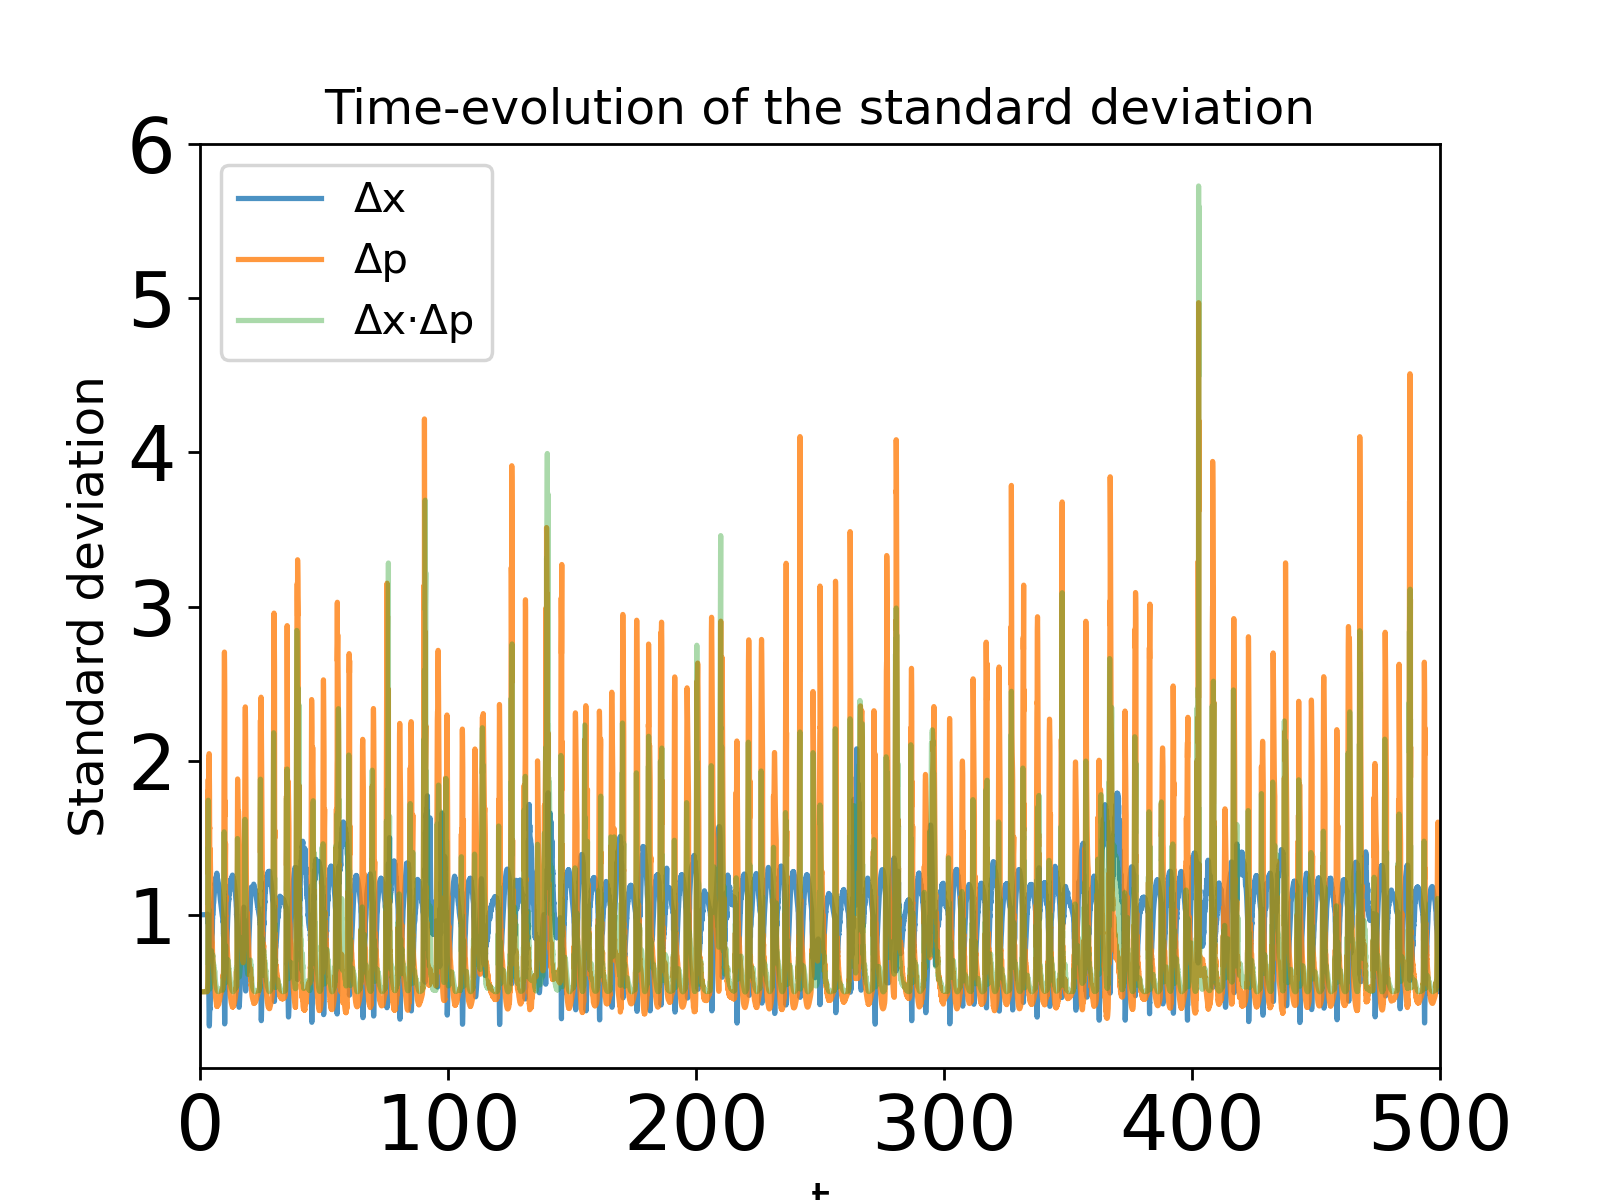 Time-evolution of the standard deviation
6
5
4
3
2
1
Standard deviation
Δx
Δp
Δx·Δp
0 100 200 300 400 500
t